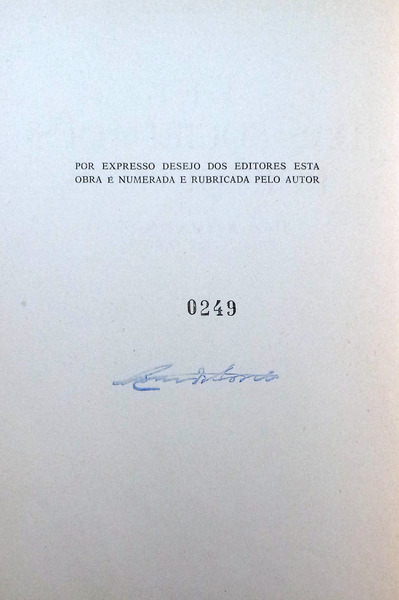 POR EXPRESSO DESEJO DOS EDITORES ESTA
OBRA É NUMERADA E RUBRICADA PELO AUTOR
0249